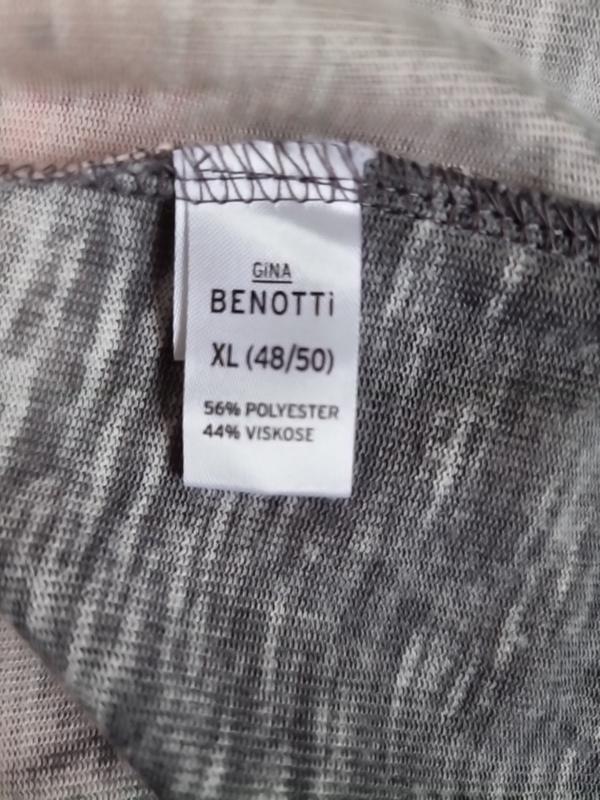 GiNA
BENOTTi
XL (48/50)
56% POLYESTER
44% VISKOSE